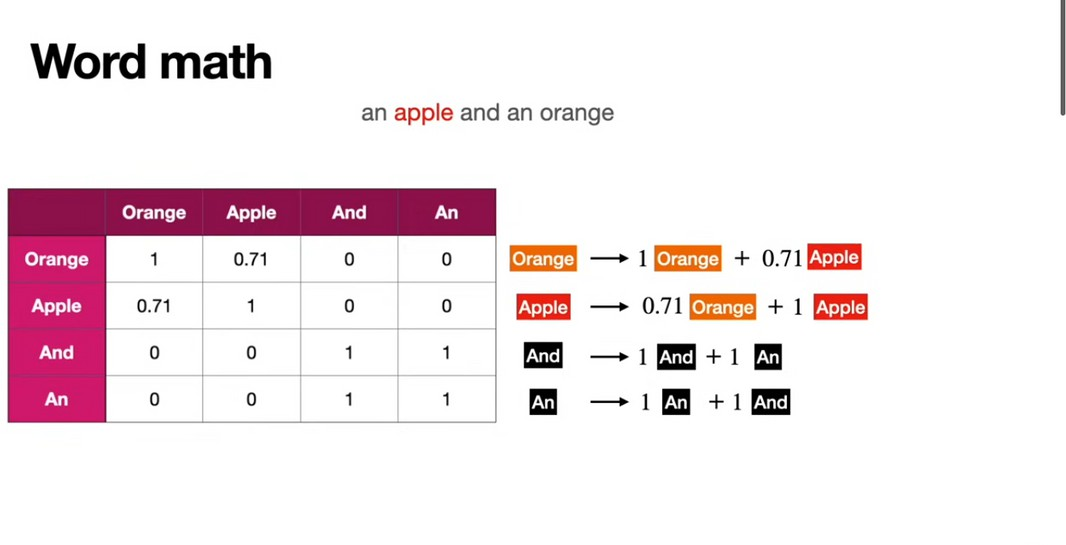 Word math
an apple and an orange
Orange Apple And An
Orange 1 0.71 0 0
Apple 0.71 1 0 0
And 0 0 1 1
An 0 0 1 1
Orange → 1 Orange + 0.71 Apple
Apple → 0.71 Orange + 1 Apple
And → 1 And + 1 An
An → 1 An + 1 And